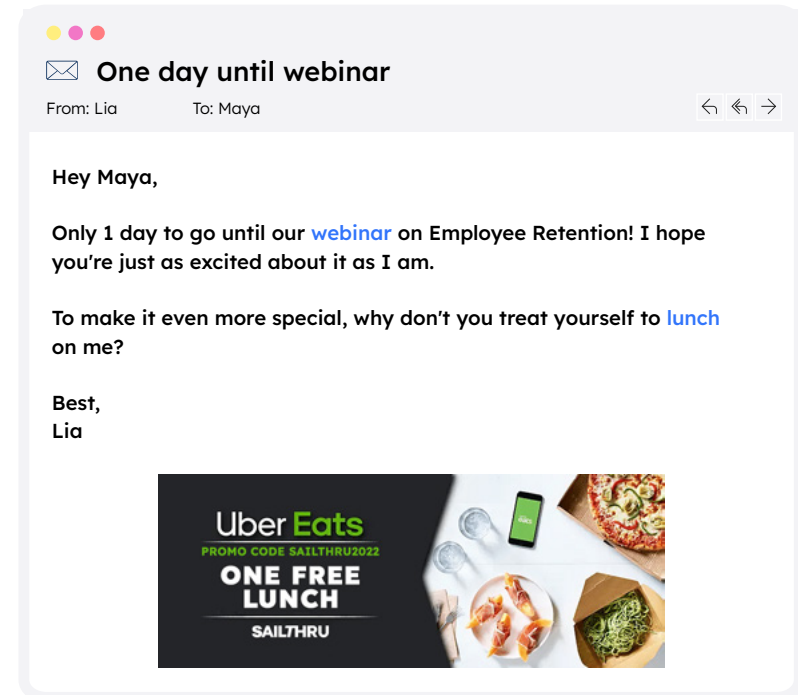 One day until webinar
From: Lia
To: Maya
Hey Maya,
Only 1 day to go until our webinar on Employee Retention! I hope
you're just as excited about it as I am.
To make it even more special, why don't you treat yourself to lunch
on me?
Best,
Lia
Uber Eats
PROMO CODE SAILTHRU2022
ONE FREE
LUNCH
SAILTHRU